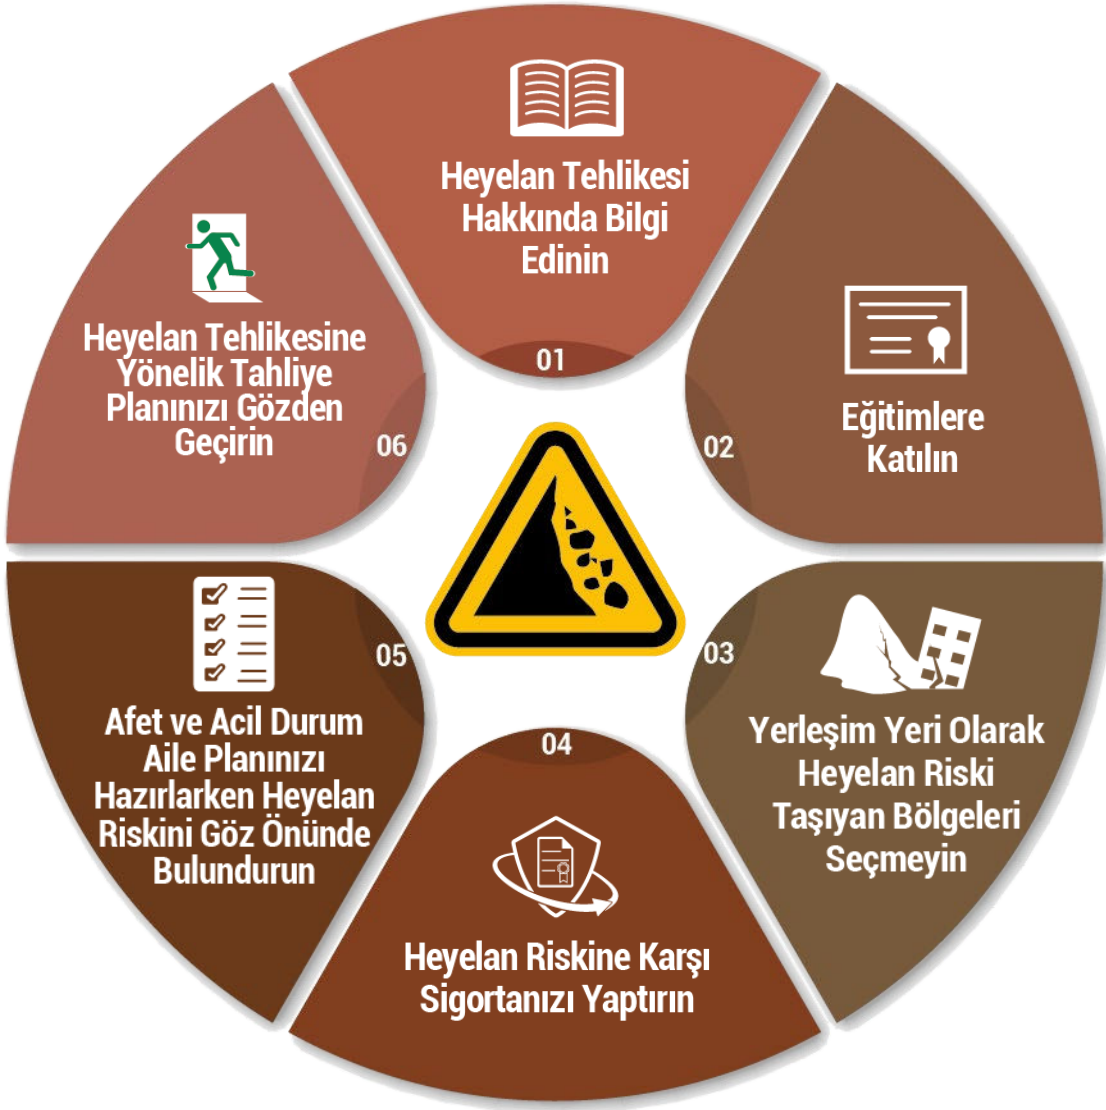 Heyelan Tehlikesi
Hakkında Bilgi
Edinin
01
Eğitimlere
Katılın
02
03
Yerleşim Yeri Olarak
Heyelan Riski
Taşıyan Bölgeleri
Seçmeyin
04
Heyelan Riskine Karşı
Sigortanızı Yaptırın
05
Afet ve Acil Durum
Aile Planınızı
Hazırlarken Heyelan
Riskini Göz Önünde
Bulundurun
Heyelan Tehlikesine
Yönelik Tahliye
Planınızı Gözden
Geçirin
06